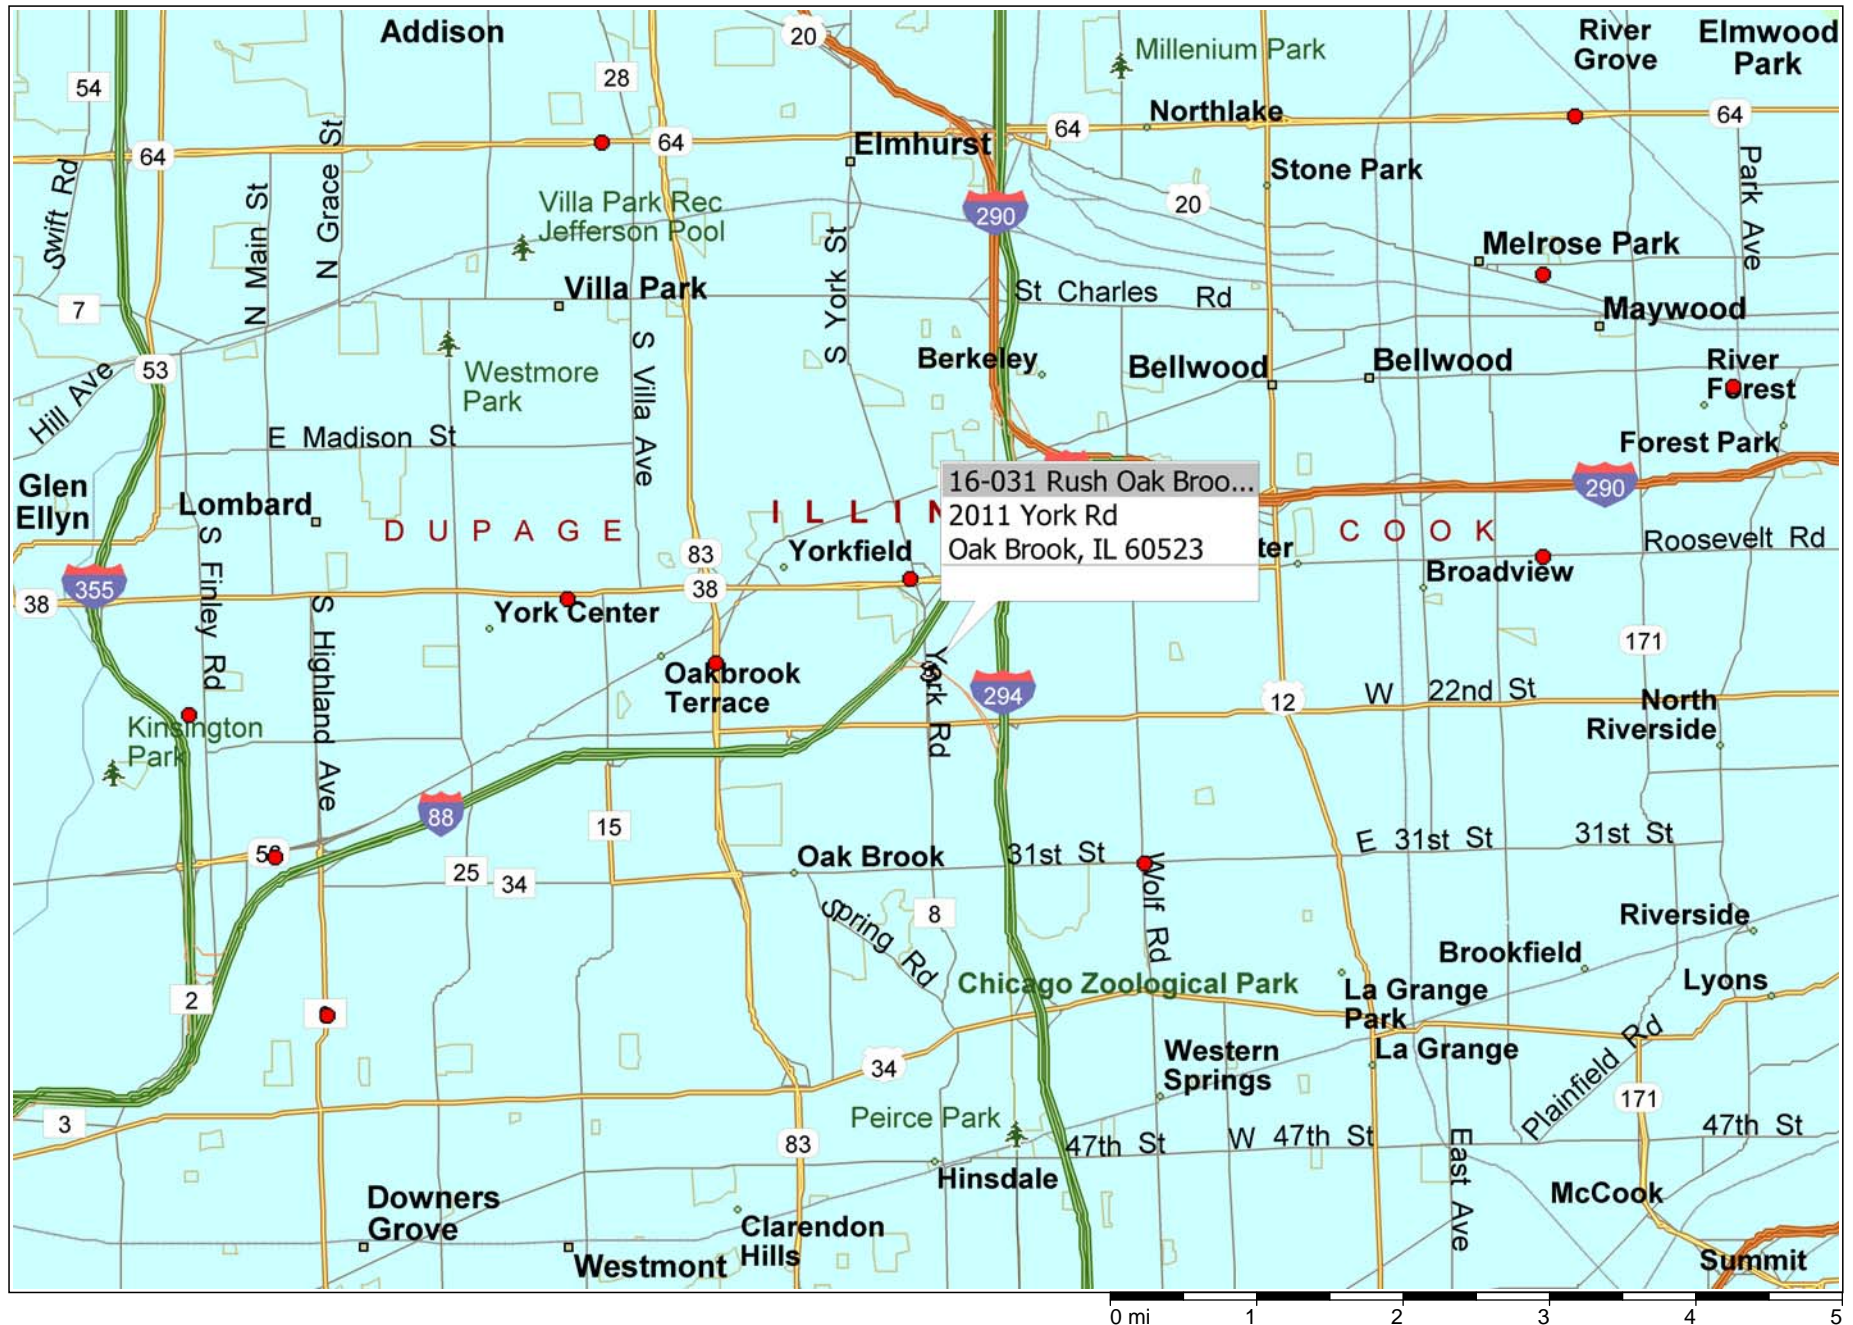 Addison
20
River
Grove
Elmwood
Park
54
28
Millenium Park
64
64
Elmhurst
64
Northlake
64
Swift Rd
N Main St
N Grace St
Villa Park Rec
Jefferson Pool
S York St
290
20
Stone Park
Park Ave
Melrose Park
7
Villa Park
St Charles Rd
Maywood
53
Hill Ave
Westmore
Park
S Villa Ave
Berkeley
Bellwood
Bellwood
River
Forest
E Madison St
Forest Park
Glen
Ellyn
Lombard
DUPAGE
ILLIN
16-031 Rush Oak Broo...
2011 York Rd
Oak Brook, IL 60523
290
COOK
Roosevelt Rd
83
Yorkfield
ter
Broadview
355
38
S Finley Rd
S Highland Ave
York Center
38
171
Oakbrook
Terrace
York Rd
294
12
W 22nd St
North
Riverside
Kinsington
Park
88
15
25
34
Oak Brook
31st St
E 31st St
31st St
Wolf Rd
Spring Rd
8
Riverside
Brookfield
Lyons
2
Chicago Zoological Park
La Grange
Park
La Grange
Plainfield Rd
34
Western
Springs
171
3
Peirce Park
83
47th St
W 47th St
47th St
East Ave
Hinsdale
McCook
Downers
Grove
Westmont
Clarendon
Hills
Summit
0 mi 1 2 3 4 5